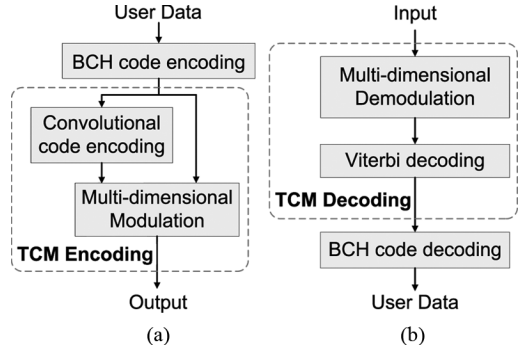 User Data
BCH code encoding
Convolutional
code encoding
Multi-dimensional
Modulation
TCM Encoding
Output
(a)
Input
Multi-dimensional
Demodulation
Viterbi decoding
TCM Decoding
BCH code decoding
User Data
(b)